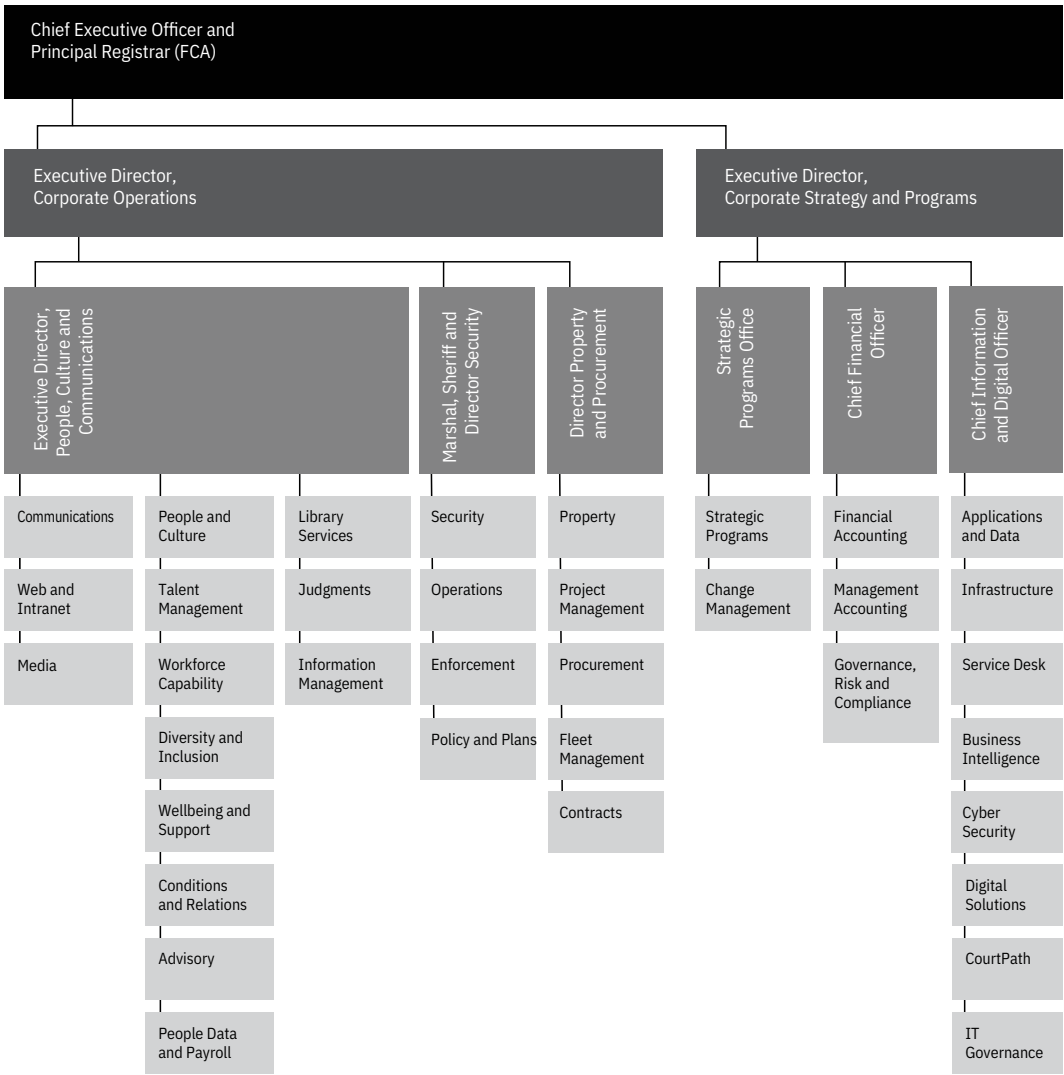 Chief Executive Officer and
Principal Registrar (FCA)
Executive Director,
Corporate Operations
Executive Director,
Corporate Strategy and Programs
Executive Director,
People, Culture and
Communications
Marshal, Sheriff and
Director Security
Director Property
and Procurement
Strategic
Programs Office
Chief Financial
Officer
Chief Information
and Digital Officer
Communications
Web and
Intranet
Media
People and
Culture
Talent
Management
Workforce
Capability
Diversity and
Inclusion
Wellbeing and
Support
Conditions
and Relations
Advisory
People Data
and Payroll
Library
Services
Judgments
Information
Management
Security
Operations
Enforcement
Policy and Plans
Property
Project
Management
Procurement
Fleet
Management
Contracts
Strategic
Programs
Change
Management
Financial
Accounting
Management
Accounting
Governance,
Risk and
Compliance
Applications
and Data
Infrastructure
Service Desk
Business
Intelligence
Cyber
Security
Digital
Solutions
CourtPath
IT
Governance